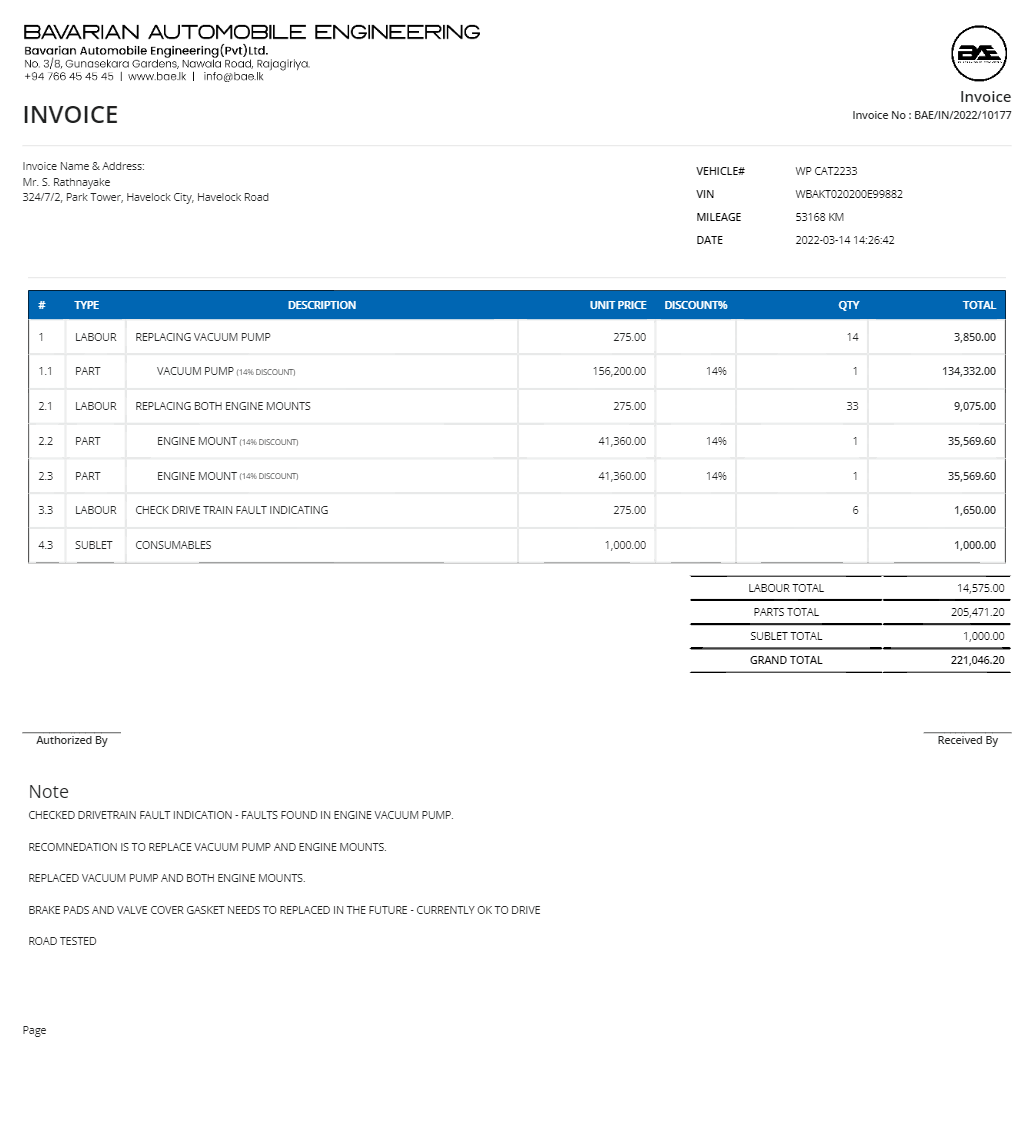 BAVARIAN AUTOMOBILE ENGINEERING
Bavarian Automobile Engineering(Pvt)Ltd.
No. 3/8, Gunasekara Gardens, Nawala Road, Rajagiriya.
+94 766 45 45 45 | www.bae.lk | info@bae.lk
BAE
INVOICE
Invoice
Invoice No : BAE/IN/2022/10177
Invoice Name & Address:
Mr. S. Rathnayake
324/7/2, Park Tower, Havelock City, Havelock Road
VEHICLE# WP CAT2233
VIN WBAKT020200E99882
MILEAGE 53168 KM
DATE 2022-03-14 14:26:42
# TYPE DESCRIPTION UNIT PRICE DISCOUNT% QTY TOTAL
1 LABOUR REPLACING VACUUM PUMP 275.00 14 3,850.00
1.1 PART VACUUM PUMP (14% DISCOUNT) 156,200.00 14% 1 134,332.00
2.1 LABOUR REPLACING BOTH ENGINE MOUNTS 275.00 33 9,075.00
2.2 PART ENGINE MOUNT (14% DISCOUNT) 41,360.00 14% 1 35,569.60
2.3 PART ENGINE MOUNT (14% DISCOUNT) 41,360.00 14% 1 35,569.60
3.3 LABOUR CHECK DRIVE TRAIN FAULT INDICATING 275.00 6 1,650.00
4.3 SUBLET CONSUMABLES 1,000.00 1,000.00
LABOUR TOTAL 14,575.00
PARTS TOTAL 205,471.20
SUBLET TOTAL 1,000.00
GRAND TOTAL 221,046.20
Authorized By Received By
Note
CHECKED DRIVETRAIN FAULT INDICATION - FAULTS FOUND IN ENGINE VACUUM PUMP.
RECOMNEDATION IS TO REPLACE VACUUM PUMP AND ENGINE MOUNTS.
REPLACED VACUUM PUMP AND BOTH ENGINE MOUNTS.
BRAKE PADS AND VALVE COVER GASKET NEEDS TO REPLACED IN THE FUTURE - CURRENTLY OK TO DRIVE
ROAD TESTED
Page